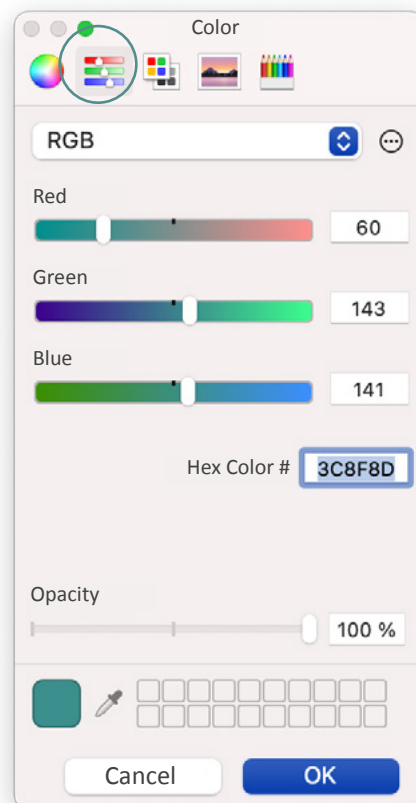 Color
RGB
Red
60
Green
143
Blue
141
Hex Color # 3C8F8D
Opacity
100 %
Cancel OK